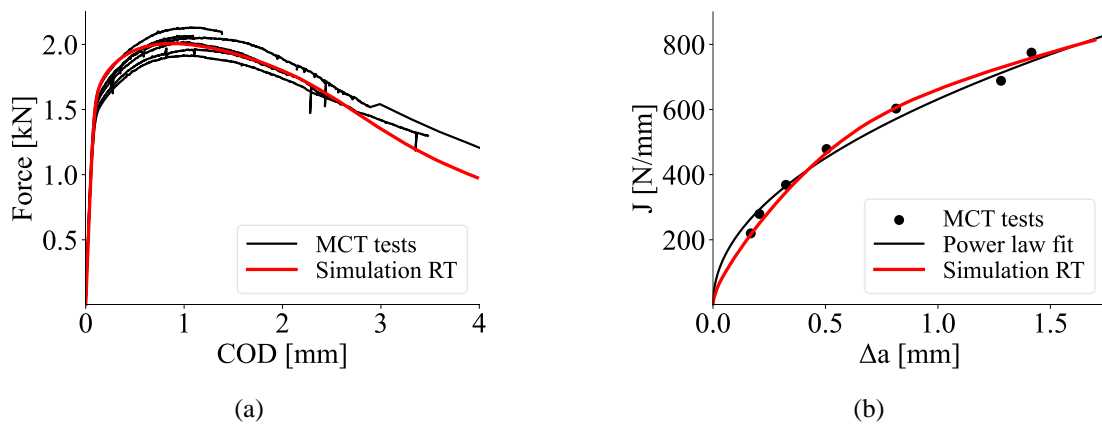 2.0
1.5
1.0
0.5
Force [kN]
MCT tests
Simulation RT
0 1 2 3 4
COD [mm]
(a)
800
600
400
200
J [N/mm]
MCT tests
Power law fit
Simulation RT
0.0 0.5 1.0 1.5
Δa [mm]
(b)